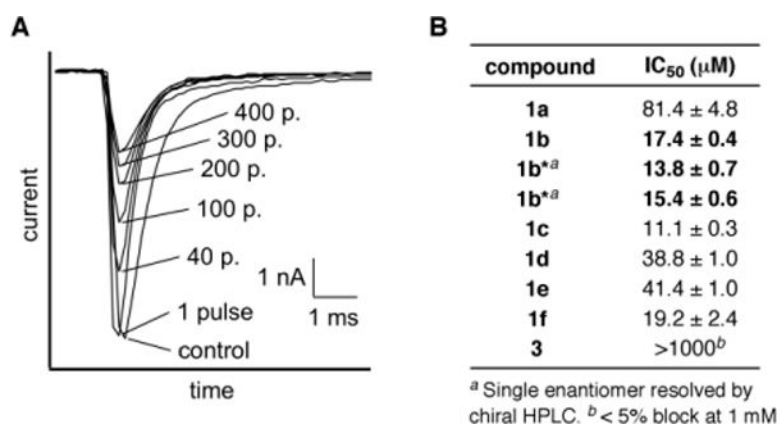 A
400 p.
300 p.
200 p.
100 p.
40 p.
1 pulse
control
1 nA
1 ms
current
time
B
compound IC50 (μM)
1a 81.4 ± 4.8
1b 17.4 ± 0.4
1b*a 13.8 ± 0.7
1b*a 15.4 ± 0.6
1c 11.1 ± 0.3
1d 38.8 ± 1.0
1e 41.4 ± 1.0
1f 19.2 ± 2.4
3 >1000b
a Single enantiomer resolved by
chiral HPLC. b < 5% block at 1 mM